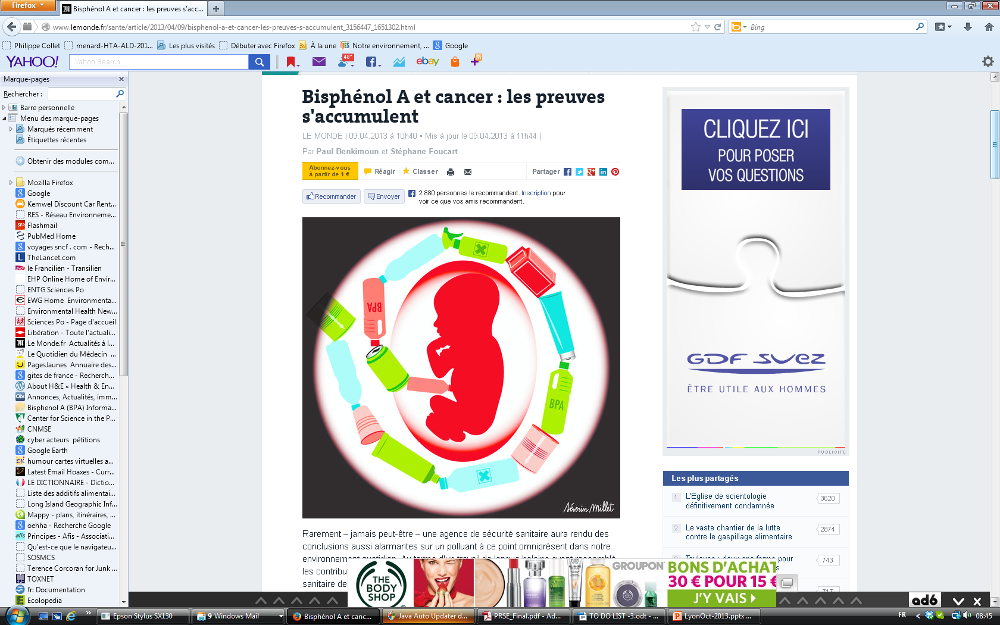 Firefox
Bisphénol A et cancer : les preuves s'acc...
www.lemonde.fr/sante/article/2013/04/09/bisphenol-a-et-cancer-les-preuves-s-accumulent_3156447_1651302.html
Bing
Philippe Collet
menard-HTA-ALD-201...
Les plus visités
Débuter avec Firefox
À la une
Notre environnement, ...
Google
YAHOO!
Yahoo Search
48°
ebay
Marque-pages
Rechercher :
Barre personnelle
Menu des marque-pages
Marqués récemment
Étiquettes récentes
Obtenir des modules com...
Mozilla Firefox
Google
Kemwel Discount Car Rent...
RES - Réseau Environneme...
Flashmail
PubMed Home
voyages sncf . com - Rech...
TheLancet.com
le Francilien - Transilien
EHP Online Home of Envir...
ENTG Sciences Po
EWG Home Environmenta...
Environmental Health New...
Sciences Po - Page d'accueil
Libération - Toute l'actuali...
Le Monde.fr Actualités à l...
Le Quotidien du Médecin ...
PagesJaunes Annuaire des...
gites de france - Recherch...
About H&E « Health & En...
Annonces, Actualités, imm...
Bisphenol A (BPA) Informa...
Center for Science in the P...
CNMSE
cyber acteurs pétitions
Google Earth
humour cartes virtuelles a...
Latest Email Hoaxes - Curr...
LE DICTIONNAIRE - Dictio...
Liste des additifs alimentai...
Long Island Geographic Inf...
Mappy - plans, itinéraires, ...
oehha - Recherche Google
Principes - Afis - Associati...
Qu'est-ce que le navigateu...
SOSMCS
Terence Corcoran for Junk ...
TOXNET
fr: Documentation
Ecolopedia
Bisphénol A et cancer : les preuves
s'accumulent
LE MONDE | 09.04.2013 à 10h40 • Mis à jour le 09.04.2013 à 11h44 |
Par Paul Benkimoun et Stéphane Foucart
Abonnez-vous
à partir de 1 €
Réagir
Classer
Partager
Recommander
Envoyer
2 880 personnes le recommandent. Inscription pour
voir ce que vos amis recommandent.
BPA
BPA
Séverin Millet
Rarement – jamais peut-être – une agence de sécurité sanitaire aura rendu des
conclusions aussi alarmantes sur un polluant à ce point omniprésent dans notre
environnement quotidien. Au terme d'un travail de longue haleine ayant rassemblé
les contribut
sanitaire de
CLIQUEZ ICI
POUR POSER
VOS QUESTIONS
GDF SUEZ
ÊTRE UTILE AUX HOMMES
PUBLICITE
Les plus partagés
1 L'Eglise de scientologie
définitivement condamnée
3620
2 Le vaste chantier de la lutte
contre le gaspillage alimentaire
2874
pour
743
THE
BODY
SHOP
GROUPON
BONS D'ACHAT
30 € POUR 15 €
J'Y VAIS
ad6
Epson Stylus SX130
9 Windows Mail
Bisphénol A et canc...
Java Auto Updater d...
PRSE_Final.pdf - Ad...
TO DO LIST -3.odt - ...
LyonOct-2013.pptx ...
FR
08:45